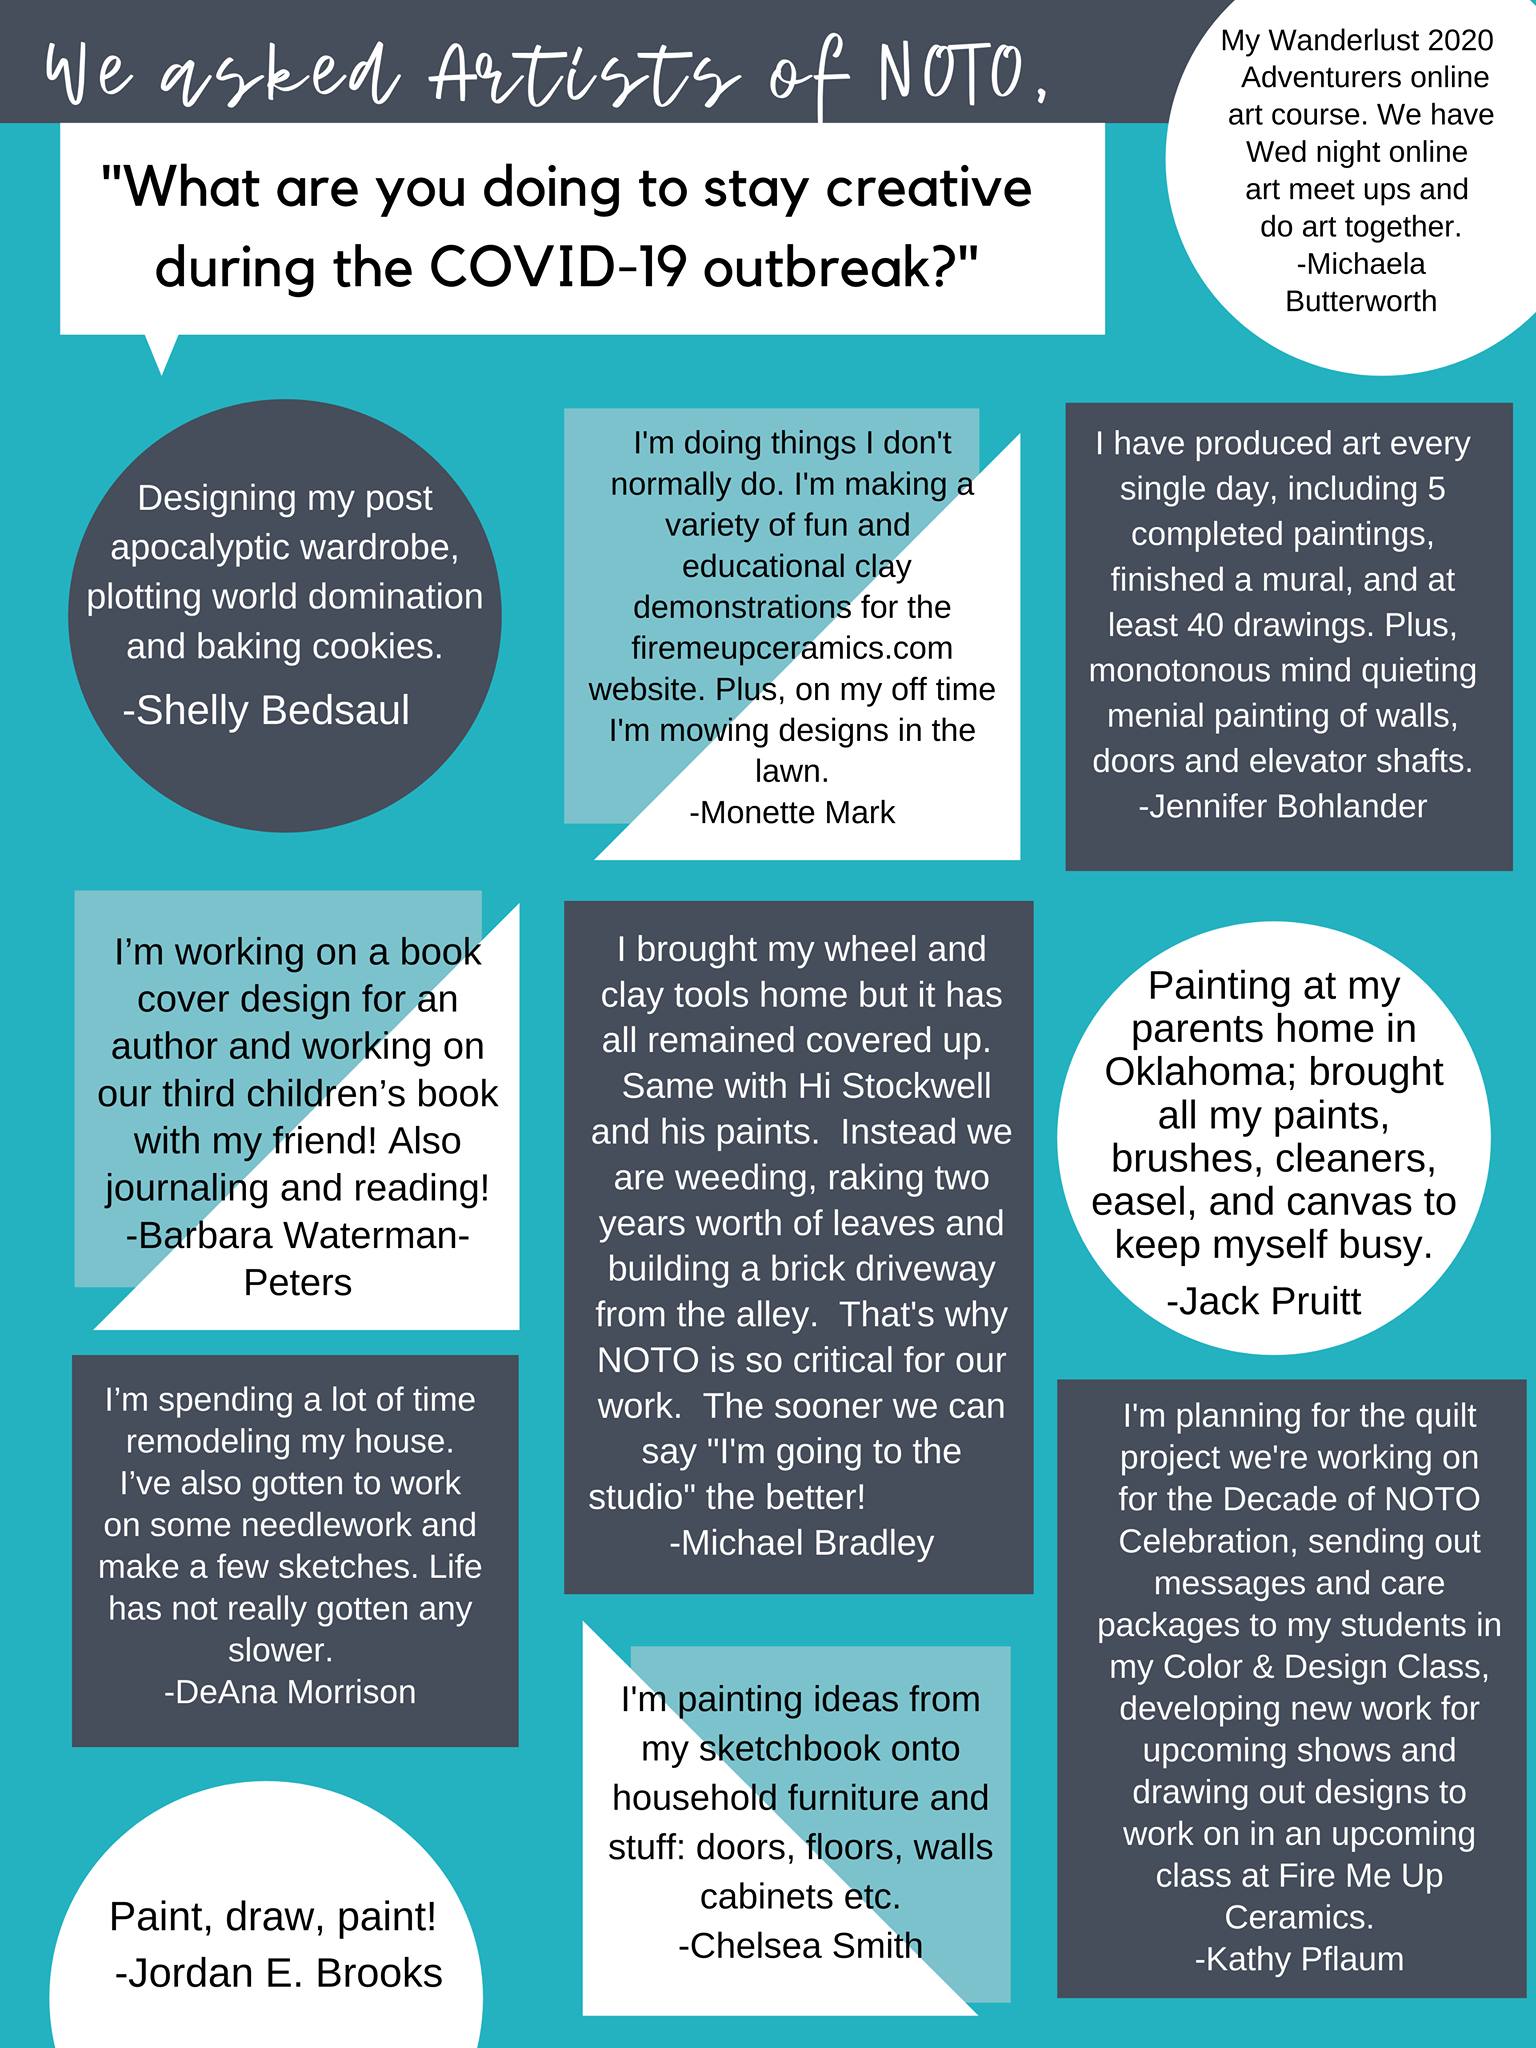 We asked Artists of NOTO,
"What are you doing to stay creative
during the COVID-19 outbreak?"
My Wanderlust 2020
Adventurers online
art course. We have
Wed night online
art meet ups and
do art together.
-Michaela
Butterworth
Designing my post
apocalyptic wardrobe,
plotting world domination
and baking cookies.
-Shelly Bedsaul
I'm doing things I don't
normally do. I'm making a
variety of fun and
educational clay
demonstrations for the
firemeupceramics.com
website. Plus, on my off time
I'm mowing designs in the
lawn.
-Monette Mark
I have produced art every
single day, including 5
completed paintings,
finished a mural, and at
least 40 drawings. Plus,
monotonous mind quieting
menial painting of walls,
doors and elevator shafts.
-Jennifer Bohlander
I’m working on a book
cover design for an
author and working on
our third children’s book
with my friend! Also
journaling and reading!
-Barbara Waterman-
Peters
I brought my wheel and
clay tools home but it has
all remained covered up.
Same with Hi Stockwell
and his paints.  Instead we
are weeding, raking two
years worth of leaves and
building a brick driveway
from the alley.  That's why
NOTO is so critical for our
work.  The sooner we can
say "I'm going to the
studio" the better!
-Michael Bradley
Painting at my
parents home in
Oklahoma; brought
all my paints,
brushes, cleaners,
easel, and canvas to
keep myself busy.
-Jack Pruitt
I’m spending a lot of time
remodeling my house.
I’ve also gotten to work
on some needlework and
make a few sketches. Life
has not really gotten any
slower.
-DeAna Morrison
I'm painting ideas from
my sketchbook onto
household furniture and
stuff: doors, floors, walls
cabinets etc.
-Chelsea Smith
I'm planning for the quilt
project we're working on
for the Decade of NOTO
Celebration, sending out
messages and care
packages to my students in
my Color & Design Class,
developing new work for
upcoming shows and
drawing out designs to
work on in an upcoming
class at Fire Me Up
Ceramics.
-Kathy Pflaum
Paint, draw, paint!
-Jordan E. Brooks